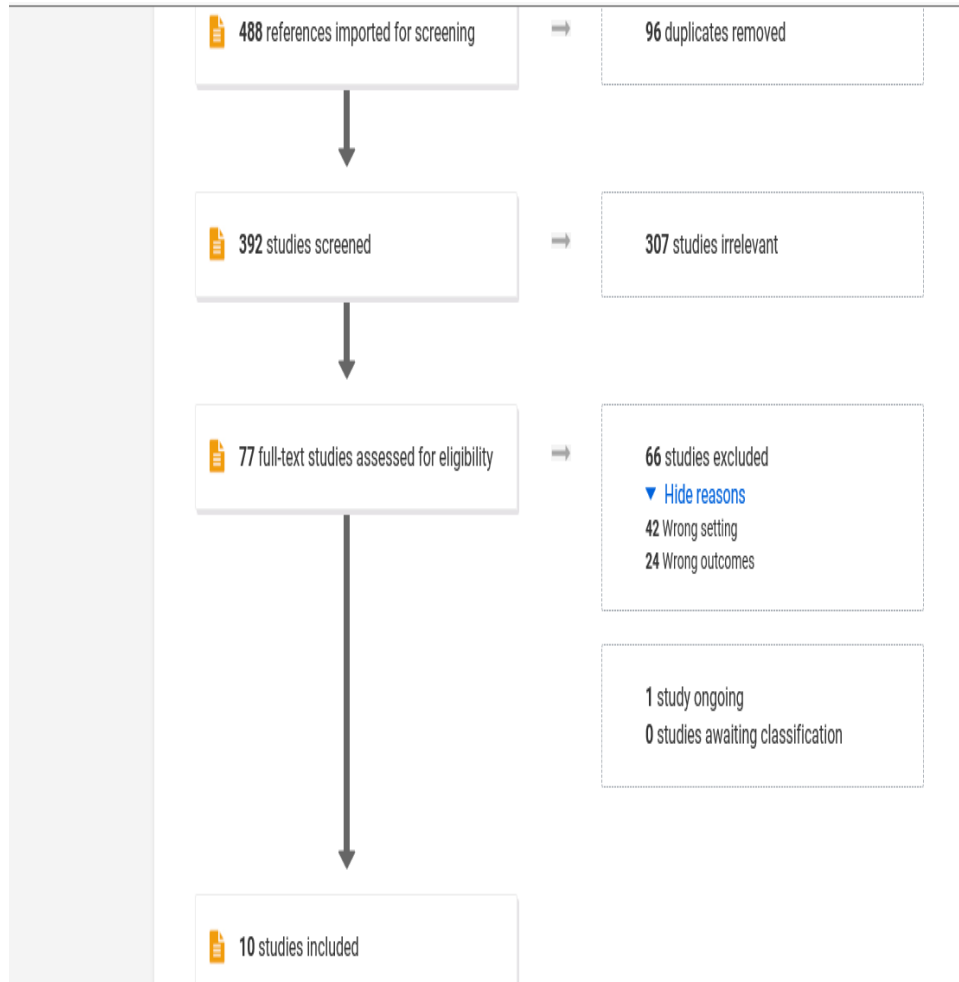 488 references imported for screening
96 duplicates removed
392 studies screened
307 studies irrelevant
77 full-text studies assessed for eligibility
66 studies excluded
Hide reasons
42 Wrong setting
24 Wrong outcomes
1 study ongoing
0 studies awaiting classification
10 studies included